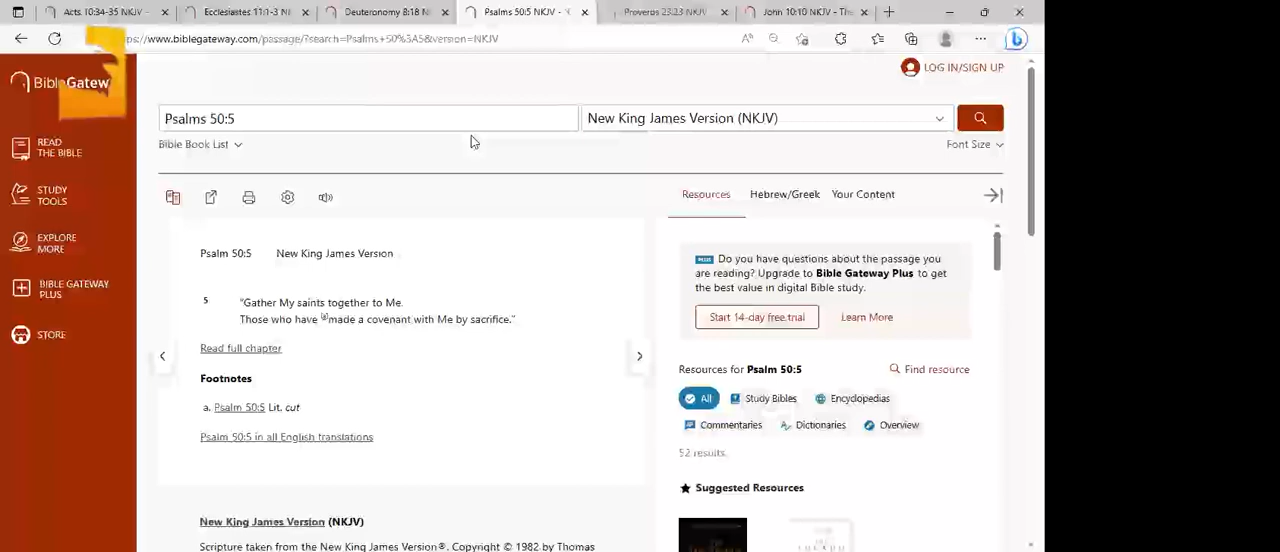 Acts 10:34-35 NKJV -
Ecclesiastes 11:1-3 N
Deuteronomy 8:18 N
Psalms 50:5 NKJV -
23:23 NKJV
John 10:10 NKJV - The
//www.biblegateway.com/passage/?search=Psalms+50%3A5&version=NKJV
BibleGatew
LOG IN/SIGN UP
Psalms 50:5
New King James Version (NKJV)
Bible Book List
Font Size
READ
THE BIBLE
STUDY
TOOLS
EXPLORE
MORE
BIBLE GATEWAY
PLUS
STORE
Resources
Hebrew/Greek
Your Content
Psalm 50:5 New King James Version
5 "Gather My saints together to Me,
Those who have [a]made a covenant with Me by sacrifice."
Read full chapter
Footnotes
a. Psalm 50:5 Lit. cut
Psalm 50:5 in all English translations
New King James Version (NKJV)
Scripture taken from the New King James Version®. Copyright © 1982 by Thomas
PLUS Do you have questions about the passage you
are reading? Upgrade to Bible Gateway Plus to get
the best value in digital Bible study.
Start 14-day free trial
Learn More
Resources for Psalm 50:5
Find resource
All
Study Bibles
Encyclopedias
Commentaries
Dictionaries
Overview
52 results
Suggested Resources